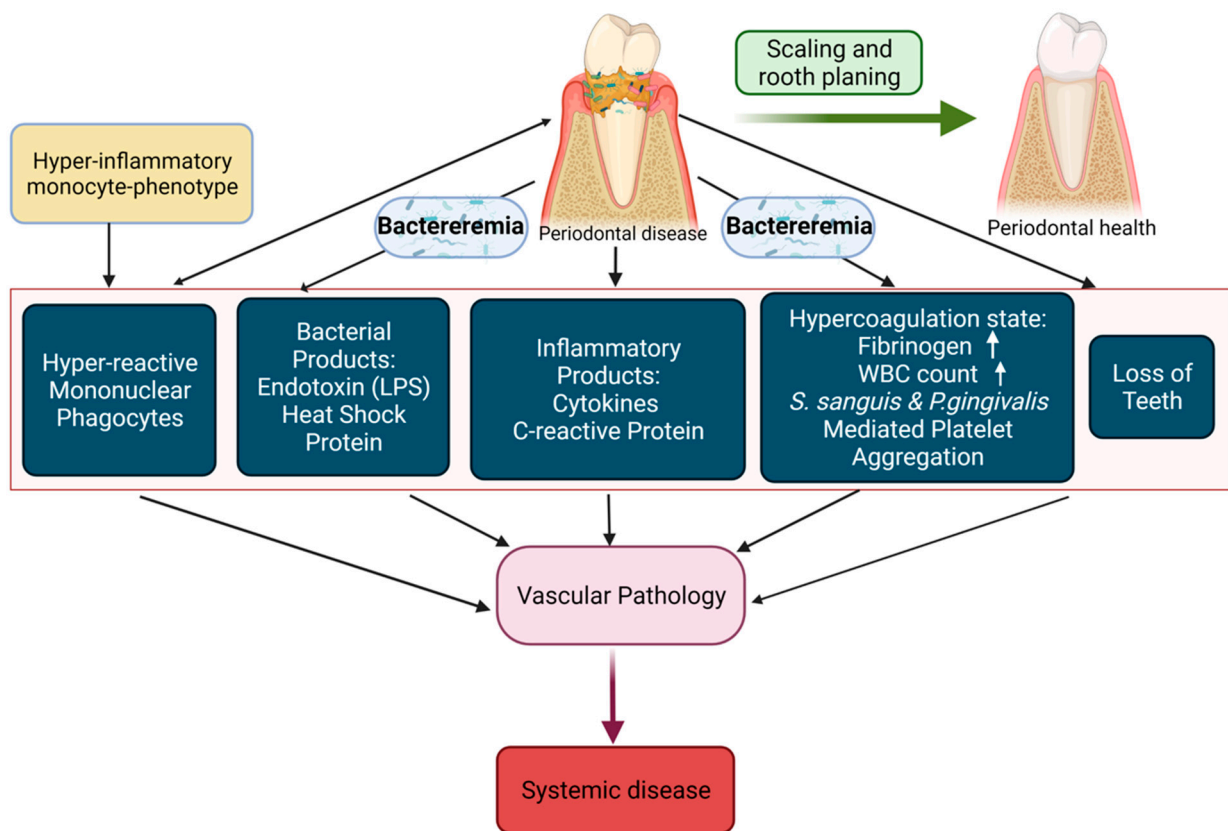 Scaling and
rooth planing
Hyper-inflammatory
monocyte-phenotype
Bactereremia
Periodontal disease
Bactereremia
Periodontal health
Hyper-reactive
Mononuclear
Phagocytes
Bacterial
Products:
Endotoxin (LPS)
Heat Shock
Protein
Inflammatory
Products:
Cytokines
C-reactive Protein
Hypercoagulation state:
Fibrinogen ↑
WBC count ↑
S. sanguis & P.gingivalis
Mediated Platelet
Aggregation
Loss of
Teeth
Vascular Pathology
Systemic disease